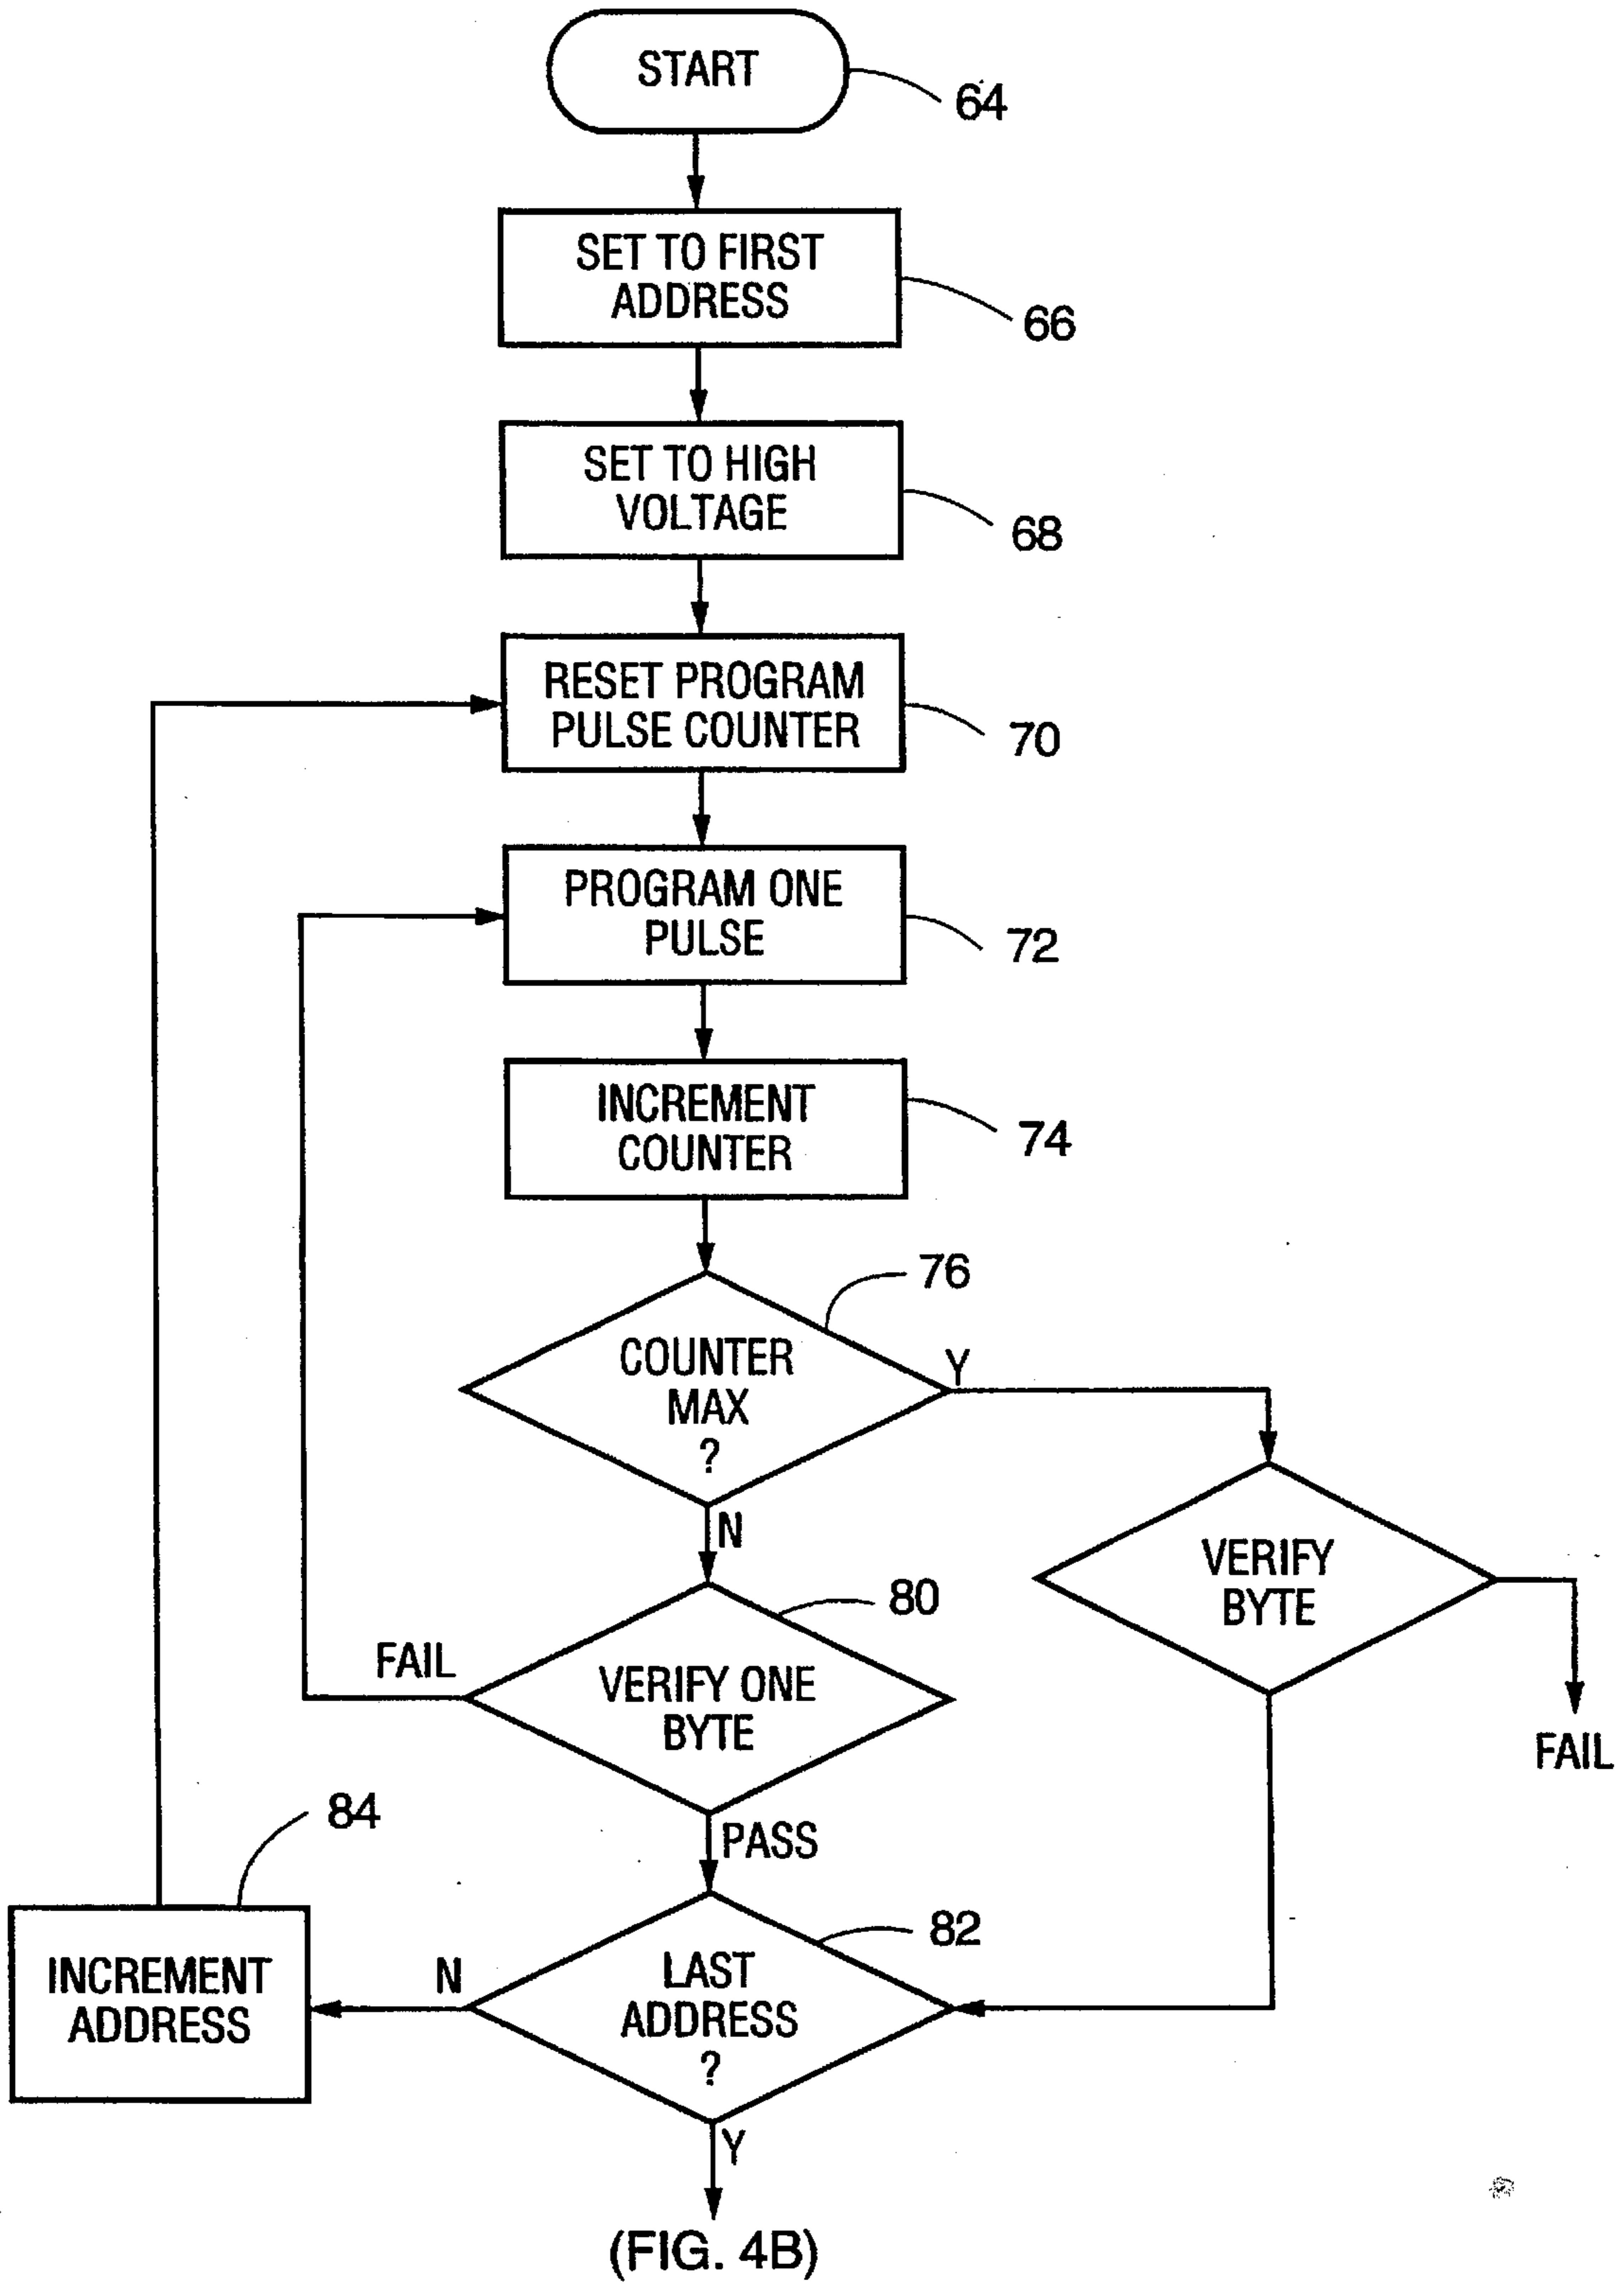 START
64
SET TO FIRST
ADDRESS
66
SET TO HIGH
VOLTAGE
68
RESET PROGRAM
PULSE COUNTER
70
PROGRAM ONE
PULSE
72
INCREMENT
COUNTER
74
76
COUNTER
MAX
?
Y
N
VERIFY
BYTE
FAIL
80
FAIL
VERIFY ONE
BYTE
PASS
84
INCREMENT
ADDRESS
N
82
LAST
ADDRESS
?
Y
(FIG. 4B)